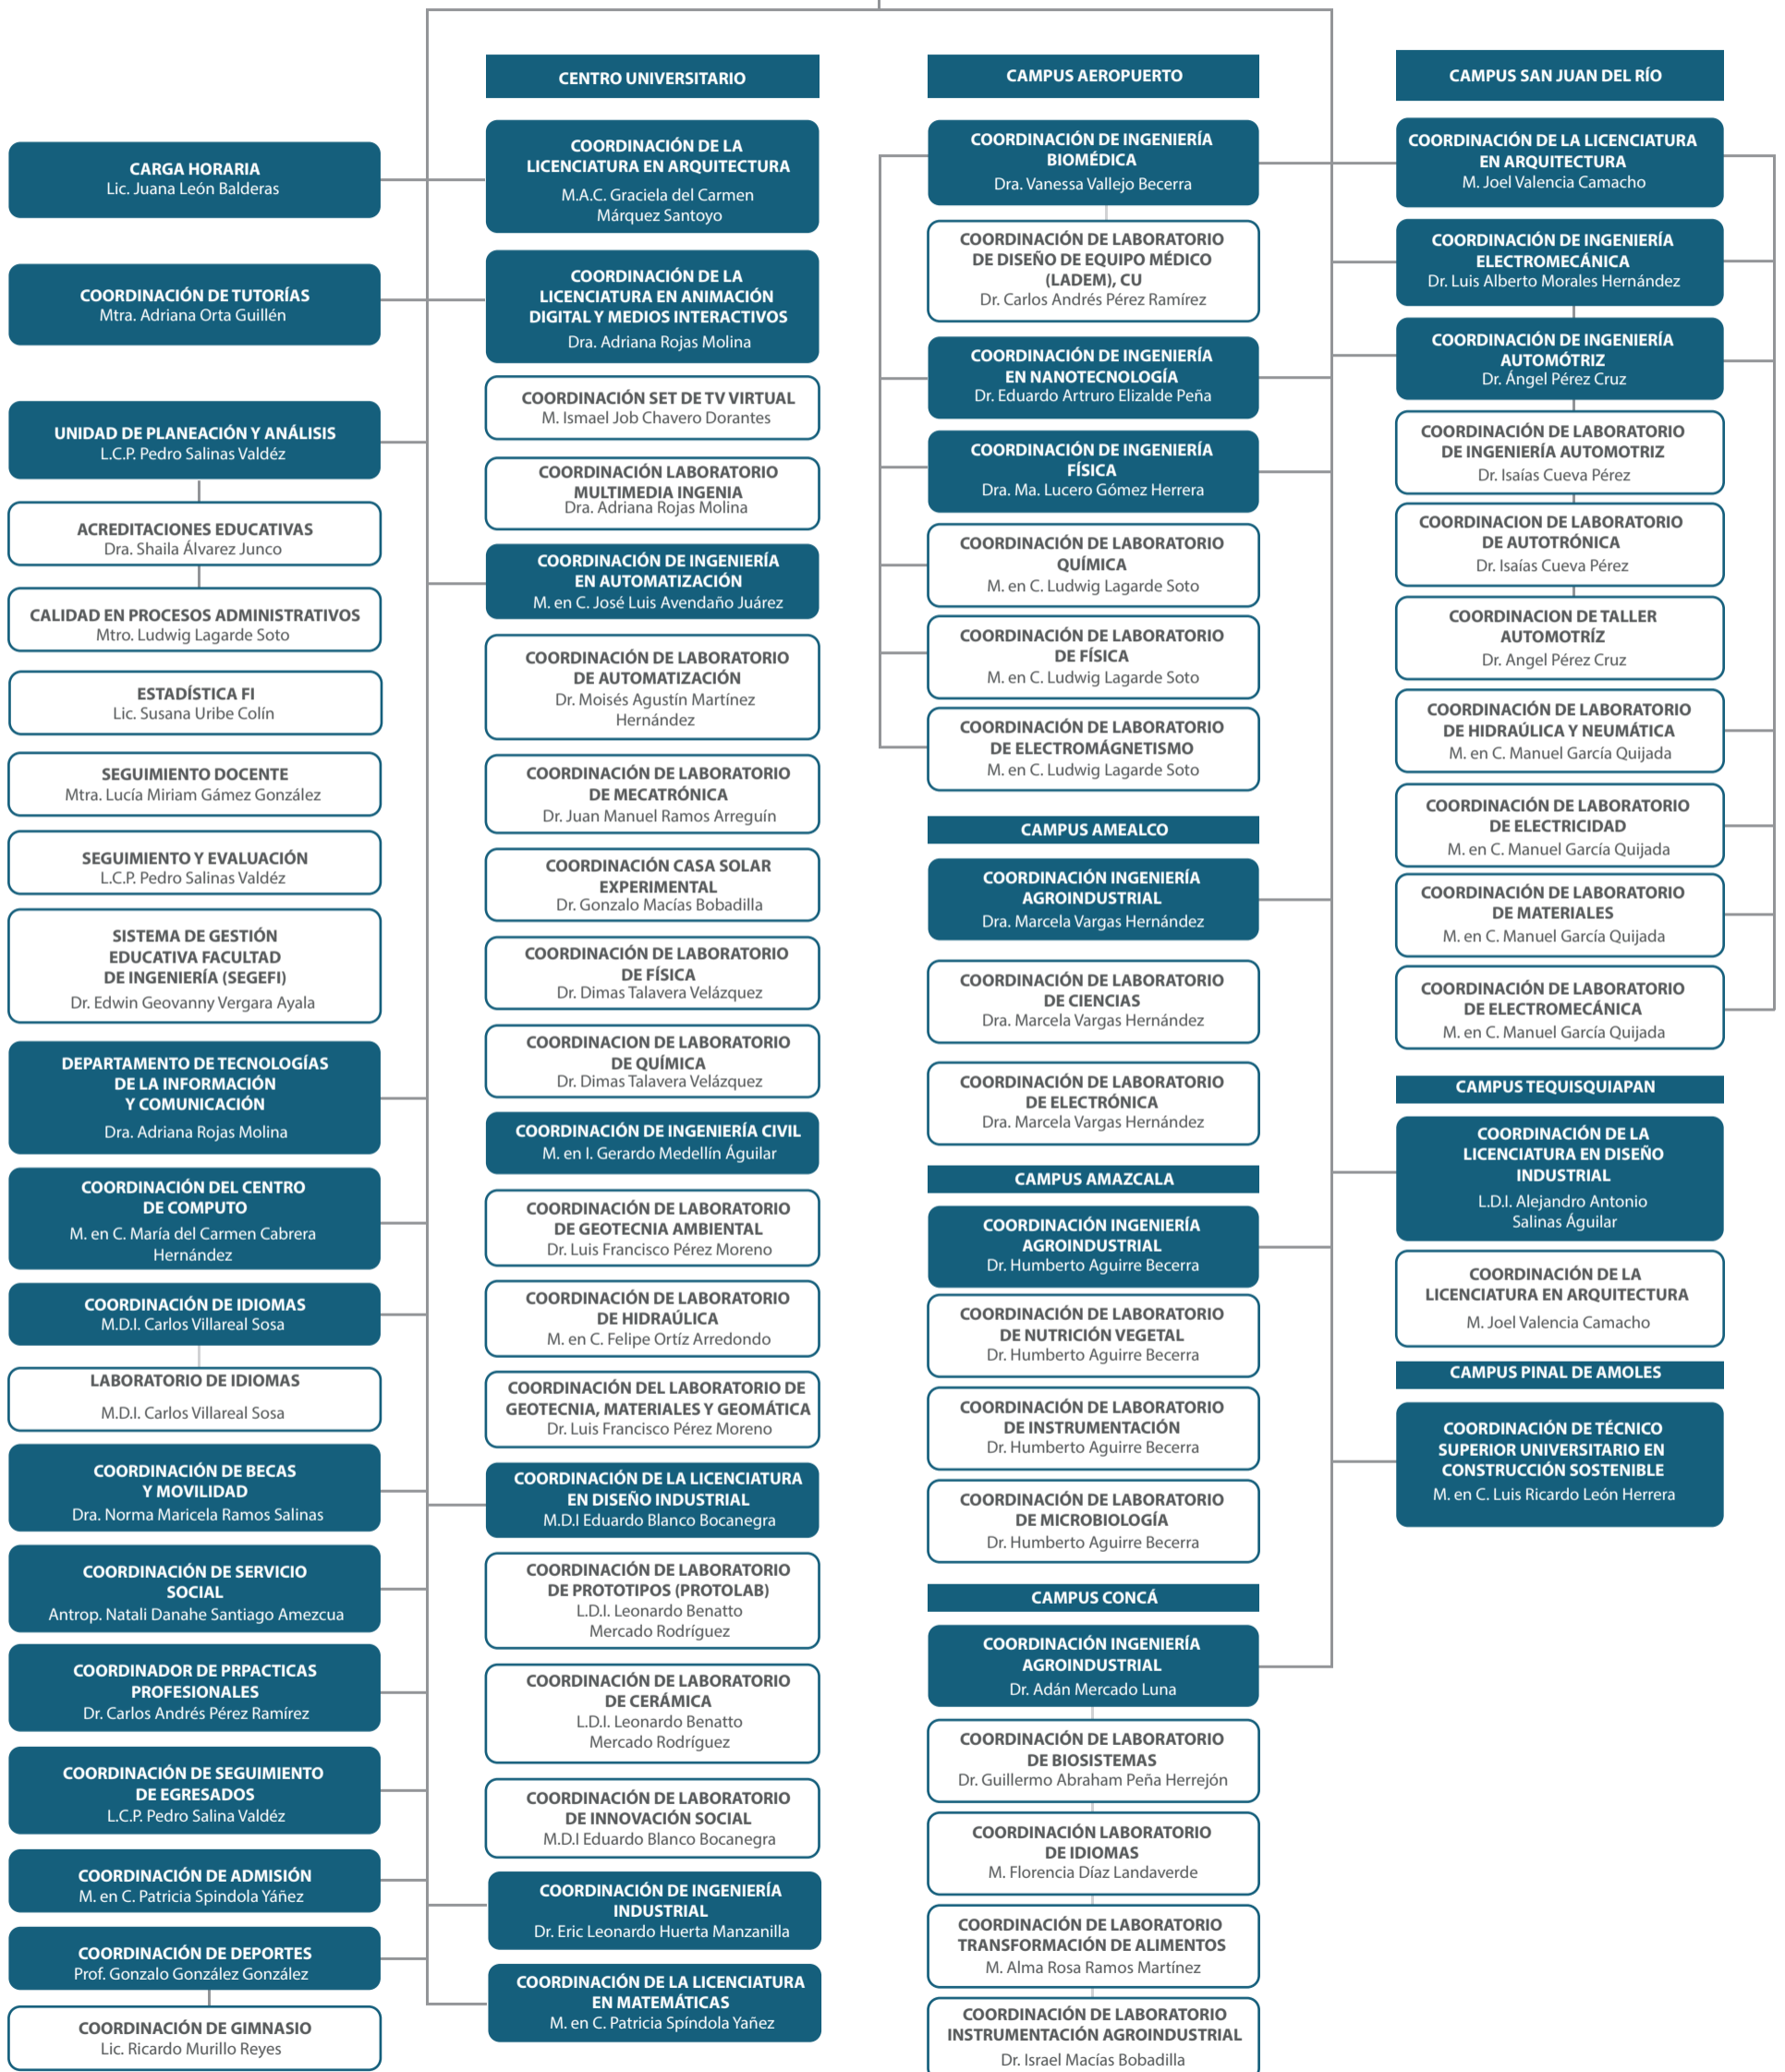 CARGA HORARIA
Lic. Juana León Balderas
COORDINACIÓN DE TUTORÍAS
Mtra. Adriana Orta Guillén
UNIDAD DE PLANEACIÓN Y ANÁLISIS
L.C.P. Pedro Salinas Valdéz
ACREDITACIONES EDUCATIVAS
Dra. Shaila Álvarez Junco
CALIDAD EN PROCESOS ADMINISTRATIVOS
Mtro. Ludwig Lagarde Soto
ESTADÍSTICA FI
Lic. Susana Uribe Colín
SEGUIMIENTO DOCENTE
Mtra. Lucía Miriam Gámez González
SEGUIMIENTO Y EVALUACIÓN
L.C.P. Pedro Salinas Valdéz
SISTEMA DE GESTIÓN
EDUCATIVA FACULTAD
DE INGENIERÍA (SEGEFI)
Dr. Edwin Geovanny Vergara Ayala
DEPARTAMENTO DE TECNOLOGÍAS
DE LA INFORMACIÓN
Y COMUNICACIÓN
Dra. Adriana Rojas Molina
COORDINACIÓN DEL CENTRO
DE COMPUTO
M. en C. María del Carmen Cabrera
Hernández
COORDINACIÓN DE IDIOMAS
M.D.I. Carlos Villareal Sosa
LABORATORIO DE IDIOMAS
M.D.I. Carlos Villareal Sosa
COORDINACIÓN DE BECAS
Y MOVILIDAD
Dra. Norma Maricela Ramos Salinas
COORDINACIÓN DE SERVICIO
SOCIAL
Antrop. Natali Danahe Santiago Amezcua
COORDINADOR DE PRPACTICAS
PROFESIONALES
Dr. Carlos Andrés Pérez Ramírez
COORDINACIÓN DE SEGUIMIENTO
DE EGRESADOS
L.C.P. Pedro Salina Valdéz
COORDINACIÓN DE ADMISIÓN
M. en C. Patricia Spindola Yáñez
COORDINACIÓN DE DEPORTES
Prof. Gonzalo González González
COORDINACIÓN DE GIMNASIO
Lic. Ricardo Murillo Reyes
CENTRO UNIVERSITARIO
COORDINACIÓN DE LA
LICENCIATURA EN ARQUITECTURA
M.A.C. Graciela del Carmen
Márquez Santoyo
COORDINACIÓN DE LA
LICENCIATURA EN ANIMACIÓN
DIGITAL Y MEDIOS INTERACTIVOS
Dra. Adriana Rojas Molina
COORDINACIÓN SET DE TV VIRTUAL
M. Ismael Job Chavero Dorantes
COORDINACIÓN LABORATORIO
MULTIMEDIA INGENIA
Dra. Adriana Rojas Molina
COORDINACIÓN DE INGENIERÍA
EN AUTOMATIZACIÓN
M. en C. José Luis Avendaño Juárez
COORDINACIÓN DE LABORATORIO
DE AUTOMATIZACIÓN
Dr. Moisés Agustín Martínez
Hernández
COORDINACIÓN DE LABORATORIO
DE MECATRÓNICA
Dr. Juan Manuel Ramos Arreguín
COORDINACIÓN CASA SOLAR
EXPERIMENTAL
Dr. Gonzalo Macías Bobadilla
COORDINACIÓN DE LABORATORIO
DE FÍSICA
Dr. Dimas Talavera Velázquez
COORDINACION DE LABORATORIO
DE QUÍMICA
Dr. Dimas Talavera Velázquez
COORDINACIÓN DE INGENIERÍA CIVIL
M. en I. Gerardo Medellín Águilar
COORDINACIÓN DE LABORATORIO
DE GEOTECNIA AMBIENTAL
Dr. Luis Francisco Pérez Moreno
COORDINACIÓN DE LABORATORIO
DE HIDRAÚLICA
M. en C. Felipe Ortíz Arredondo
COORDINACIÓN DEL LABORATORIO DE
GEOTECNIA, MATERIALES Y GEOMÁTICA
Dr. Luis Francisco Pérez Moreno
COORDINACIÓN DE LA LICENCIATURA
EN DISEÑO INDUSTRIAL
M.D.I Eduardo Blanco Bocanegra
COORDINACIÓN DE LABORATORIO
DE PROTOTIPOS (PROTOLAB)
L.D.I. Leonardo Benatto
Mercado Rodríguez
COORDINACIÓN DE LABORATORIO
DE CERÁMICA
L.D.I. Leonardo Benatto
Mercado Rodríguez
COORDINACIÓN DE LABORATORIO
DE INNOVACIÓN SOCIAL
M.D.I Eduardo Blanco Bocanegra
COORDINACIÓN DE INGENIERÍA
INDUSTRIAL
Dr. Eric Leonardo Huerta Manzanilla
COORDINACIÓN DE LA LICENCIATURA
EN MATEMÁTICAS
M. en C. Patricia Spíndola Yañez
CAMPUS AEROPUERTO
COORDINACIÓN DE INGENIERÍA
BIOMÉDICA
Dra. Vanessa Vallejo Becerra
COORDINACIÓN DE LABORATORIO
DE DISEÑO DE EQUIPO MÉDICO
(LADEM), CU
Dr. Carlos Andrés Pérez Ramírez
COORDINACIÓN DE INGENIERÍA
EN NANOTECNOLOGÍA
Dr. Eduardo Artruro Elizalde Peña
COORDINACIÓN DE INGENIERÍA
FÍSICA
Dra. Ma. Lucero Gómez Herrera
COORDINACIÓN DE LABORATORIO
QUÍMICA
M. en C. Ludwig Lagarde Soto
COORDINACIÓN DE LABORATORIO
DE FÍSICA
M. en C. Ludwig Lagarde Soto
COORDINACIÓN DE LABORATORIO
DE ELECTROMÁGNETISMO
M. en C. Ludwig Lagarde Soto
CAMPUS AMEALCO
COORDINACIÓN INGENIERÍA
AGROINDUSTRIAL
Dra. Marcela Vargas Hernández
COORDINACIÓN DE LABORATORIO
DE CIENCIAS
Dra. Marcela Vargas Hernández
COORDINACIÓN DE LABORATORIO
DE ELECTRÓNICA
Dra. Marcela Vargas Hernández
CAMPUS AMAZCALA
COORDINACIÓN INGENIERÍA
AGROINDUSTRIAL
Dr. Humberto Aguirre Becerra
COORDINACIÓN DE LABORATORIO
DE NUTRICIÓN VEGETAL
Dr. Humberto Aguirre Becerra
COORDINACIÓN DE LABORATORIO
DE INSTRUMENTACIÓN
Dr. Humberto Aguirre Becerra
COORDINACIÓN DE LABORATORIO
DE MICROBIOLOGÍA
Dr. Humberto Aguirre Becerra
CAMPUS CONCÁ
COORDINACIÓN INGENIERÍA
AGROINDUSTRIAL
Dr. Adán Mercado Luna
COORDINACIÓN DE LABORATORIO
DE BIOSISTEMAS
Dr. Guillermo Abraham Peña Herrejón
COORDINACIÓN LABORATORIO
DE IDIOMAS
M. Florencia Díaz Landaverde
COORDINACIÓN DE LABORATORIO
TRANSFORMACIÓN DE ALIMENTOS
M. Alma Rosa Ramos Martínez
COORDINACIÓN DE LABORATORIO
INSTRUMENTACIÓN AGROINDUSTRIAL
Dr. Israel Macías Bobadilla
CAMPUS SAN JUAN DEL RÍO
COORDINACIÓN DE LA LICENCIATURA
EN ARQUITECTURA
M. Joel Valencia Camacho
COORDINACIÓN DE INGENIERÍA
ELECTROMECÁNICA
Dr. Luis Alberto Morales Hernández
COORDINACIÓN DE INGENIERÍA
AUTOMÓTRIZ
Dr. Ángel Pérez Cruz
COORDINACIÓN DE LABORATORIO
DE INGENIERÍA AUTOMOTRIZ
Dr. Isaías Cueva Pérez
COORDINACION DE LABORATORIO
DE AUTOTRÓNICA
Dr. Isaías Cueva Pérez
COORDINACION DE TALLER
AUTOMOTRÍZ
Dr. Angel Pérez Cruz
COORDINACIÓN DE LABORATORIO
DE HIDRAÚLICA Y NEUMÁTICA
M. en C. Manuel García Quijada
COORDINACIÓN DE LABORATORIO
DE ELECTRICIDAD
M. en C. Manuel García Quijada
COORDINACIÓN DE LABORATORIO
DE MATERIALES
M. en C. Manuel García Quijada
COORDINACIÓN DE LABORATORIO
DE ELECTROMECÁNICA
M. en C. Manuel García Quijada
CAMPUS TEQUISQUIAPAN
COORDINACIÓN DE LA
LICENCIATURA EN DISEÑO
INDUSTRIAL
L.D.I. Alejandro Antonio
Salinas Águilar
COORDINACIÓN DE LA
LICENCIATURA EN ARQUITECTURA
M. Joel Valencia Camacho
CAMPUS PINAL DE AMOLES
COORDINACIÓN DE TÉCNICO
SUPERIOR UNIVERSITARIO EN
CONSTRUCCIÓN SOSTENIBLE
M. en C. Luis Ricardo León Herrera